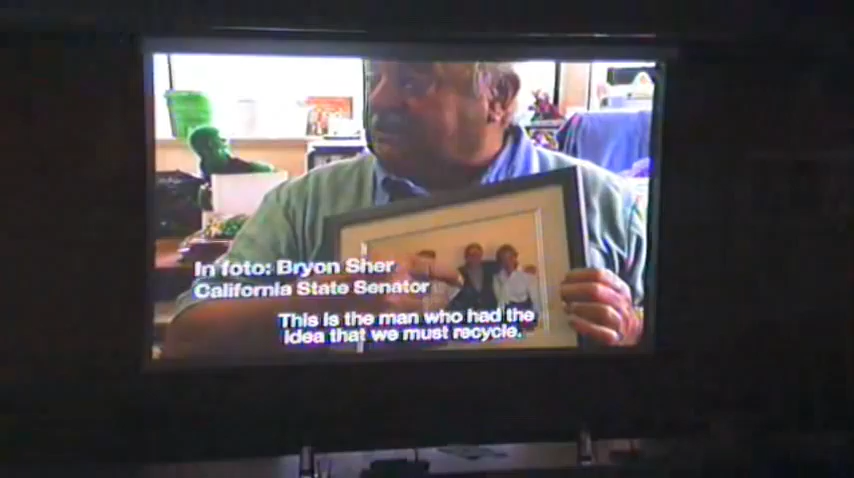 In foto: Bryon Sher
California State Senator
This is the man who had the
idea that we must recycle.